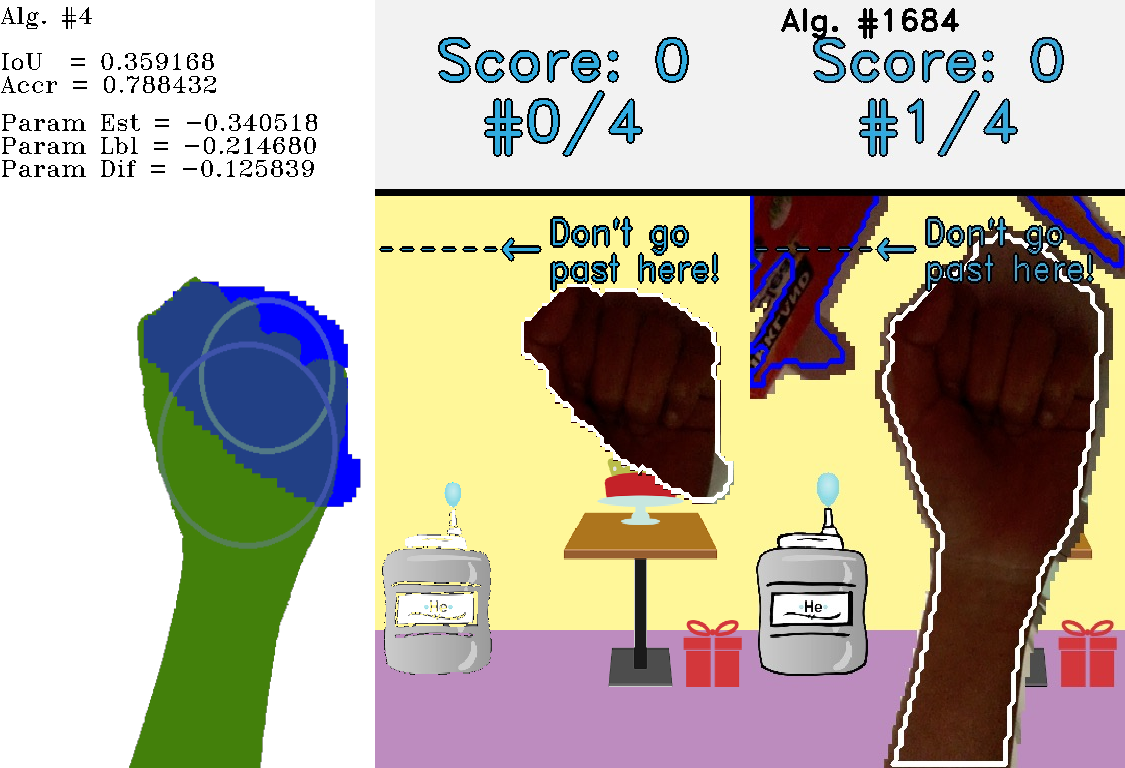 Alg. #4
IoU = 0.359168
Accr = 0.788432
Param Est = −0.340518
Param Lbl = −0.214680
Param Dif = −0.125839
Score: 0
#0/4
Don't go
past here!
He
Alg. #1684
Score: 0
#1/4
Don't go
past here!
He